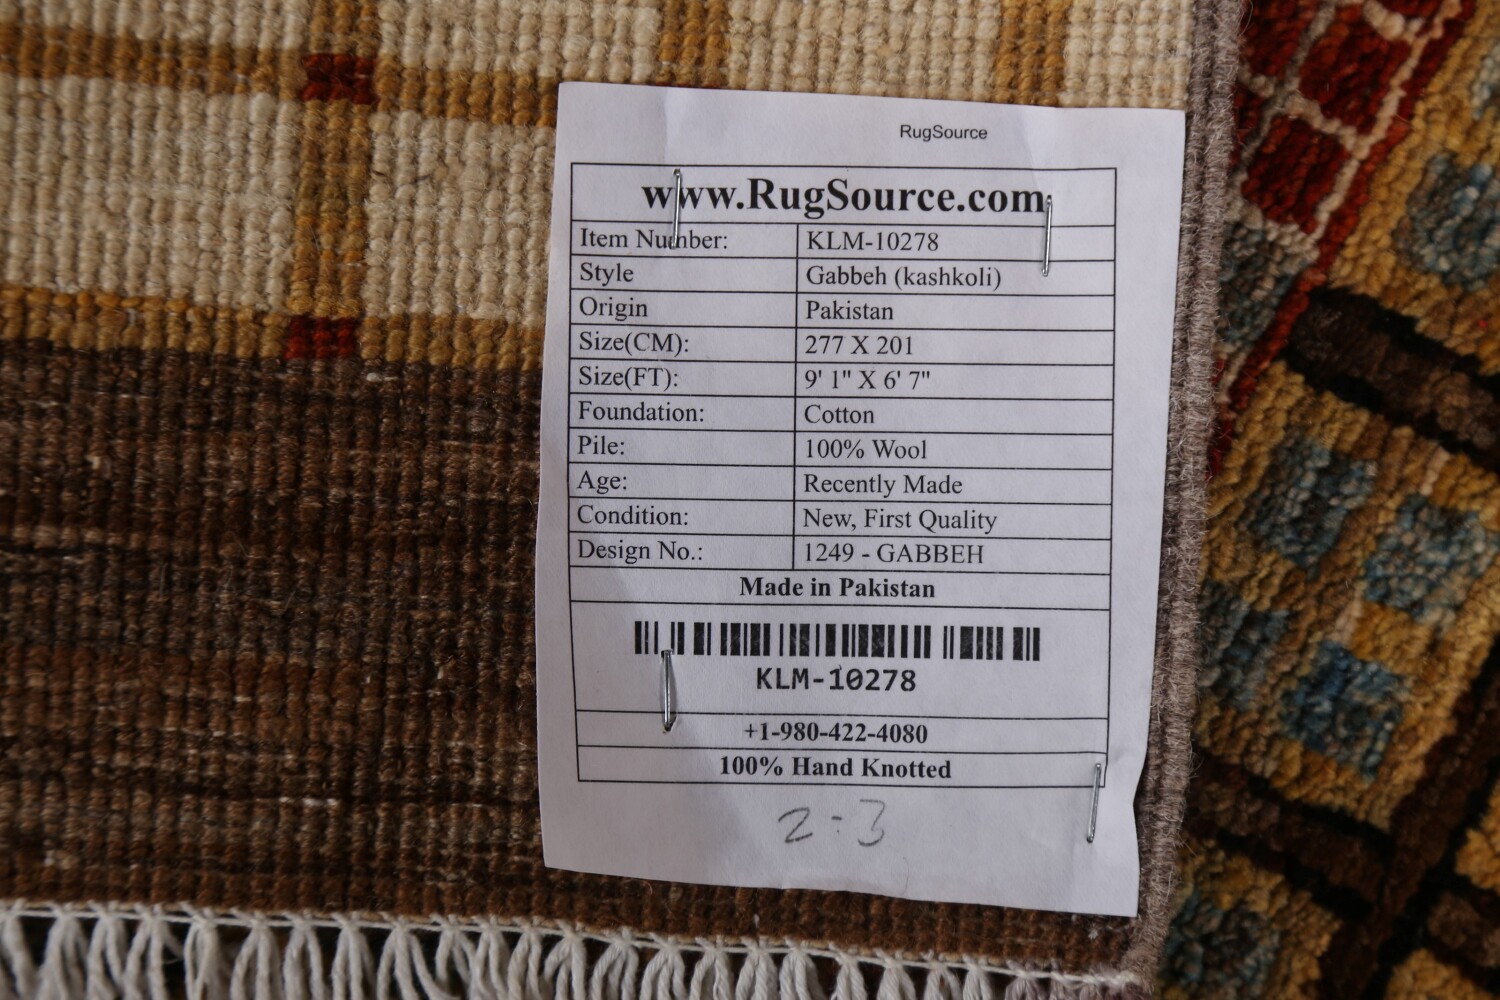 RugSource
www.RugSource.com
Item Number: KLM-10278
Style Gabbeh (kashkoli)
Origin Pakistan
Size(CM): 277 X 201
Size(FT): 9' 1" X 6' 7"
Foundation: Cotton
Pile: 100% Wool
Age: Recently Made
Condition: New, First Quality
Design No.: 1249 - GABBEH
Made in Pakistan
KLM-10278
+1-980-422-4080
100% Hand Knotted
2-3